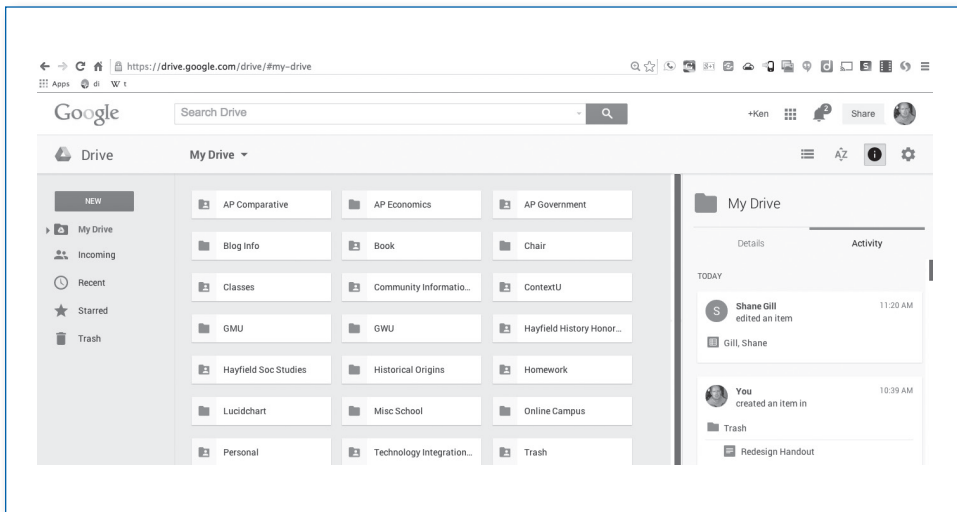 https://drive.google.com/drive/#my-drive
Apps di W t
Google Search Drive +Ken 2 Share
Drive My Drive AZ
NEW
My Drive
Incoming
Recent
Starred
Trash
AP Comparative AP Economics AP Government
Blog Info Book Chair
Classes Community Informatio... ContextU
GMU GWU Hayfield History Honor...
Hayfield Soc Studies Historical Origins Homework
Lucidchart Misc School Online Campus
Personal Technology Integration... Trash
My Drive
Details Activity
TODAY
S Shane Gill 11:20 AM
edited an item
Gill, Shane
You 10:39 AM
created an item in
Trash
Redesign Handout